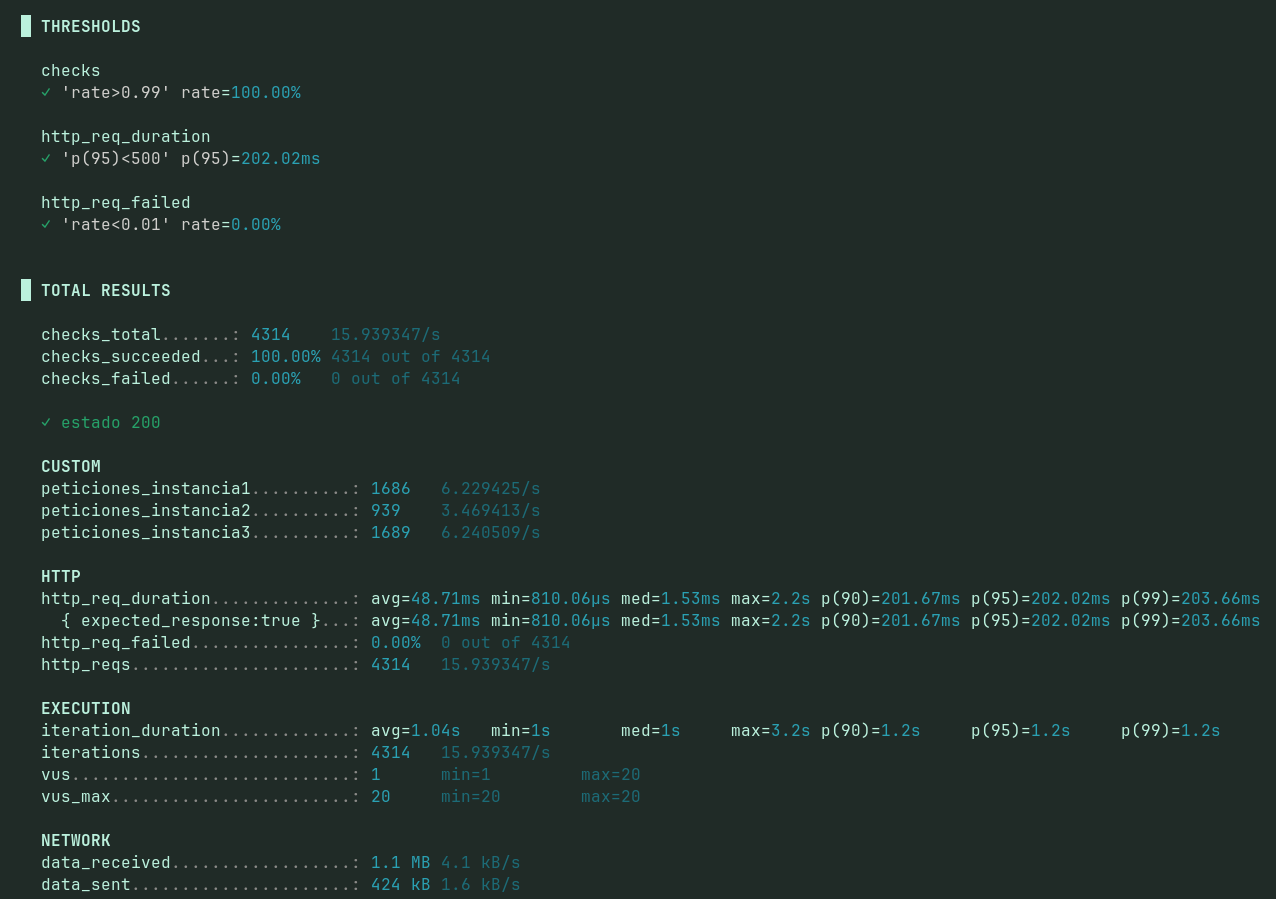 █ THRESHOLDS
checks
✓ 'rate>0.99' rate=100.00%
http_req_duration
✓ 'p(95)<500' p(95)=202.02ms
http_req_failed
✓ 'rate<0.01' rate=0.00%
█ TOTAL RESULTS
checks_total.......: 4314 15.939347/s
checks_succeeded...: 100.00% 4314 out of 4314
checks_failed......: 0.00% 0 out of 4314
✓ estado 200
CUSTOM
peticiones_instancia1..........: 1686 6.229425/s
peticiones_instancia2..........: 939 3.469413/s
peticiones_instancia3..........: 1689 6.240509/s
HTTP
http_req_duration..............: avg=48.71ms min=810.06µs med=1.53ms max=2.2s p(90)=201.67ms p(95)=202.02ms p(99)=203.66ms
{ expected_response:true }...: avg=48.71ms min=810.06µs med=1.53ms max=2.2s p(90)=201.67ms p(95)=202.02ms p(99)=203.66ms
http_req_failed................: 0.00% 0 out of 4314
http_reqs......................: 4314 15.939347/s
EXECUTION
iteration_duration.............: avg=1.04s min=1s med=1s max=3.2s p(90)=1.2s p(95)=1.2s p(99)=1.2s
iterations.....................: 4314 15.939347/s
vus............................: 1 min=1 max=20
vus_max........................: 20 min=20 max=20
NETWORK
data_received..................: 1.1 MB 4.1 kB/s
data_sent......................: 424 kB 1.6 kB/s